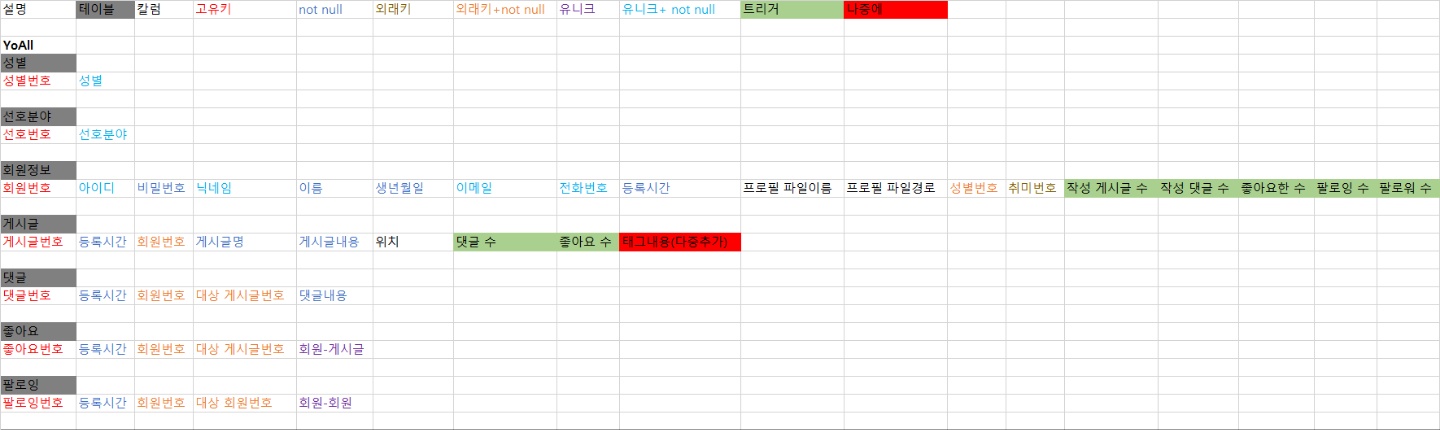 설명 테이블 칼럼 고유키 not null 외래키 외래키+not null 유니크 유니크+ not null 트리거 나중에
YoAll
성별
성별번호 성별
선호분야
선호번호 선호분야
회원정보
회원번호 아이디 비밀번호 닉네임 이름 생년월일 이메일 전화번호 등록시간 프로필 파일이름 프로필 파일경로 성별번호 취미번호 작성 게시글 수 작성 댓글 수 좋아요한 수 팔로잉 수 팔로워 수
게시글
게시글번호 등록시간 회원번호 게시글명 게시글내용 위치 댓글 수 좋아요 수 태그내용(다중추가)
댓글
댓글번호 등록시간 회원번호 대상 게시글번호 댓글내용
좋아요
좋아요번호 등록시간 회원번호 대상 게시글번호 회원-게시글
팔로잉
팔로잉번호 등록시간 회원번호 대상 회원번호 회원-회원